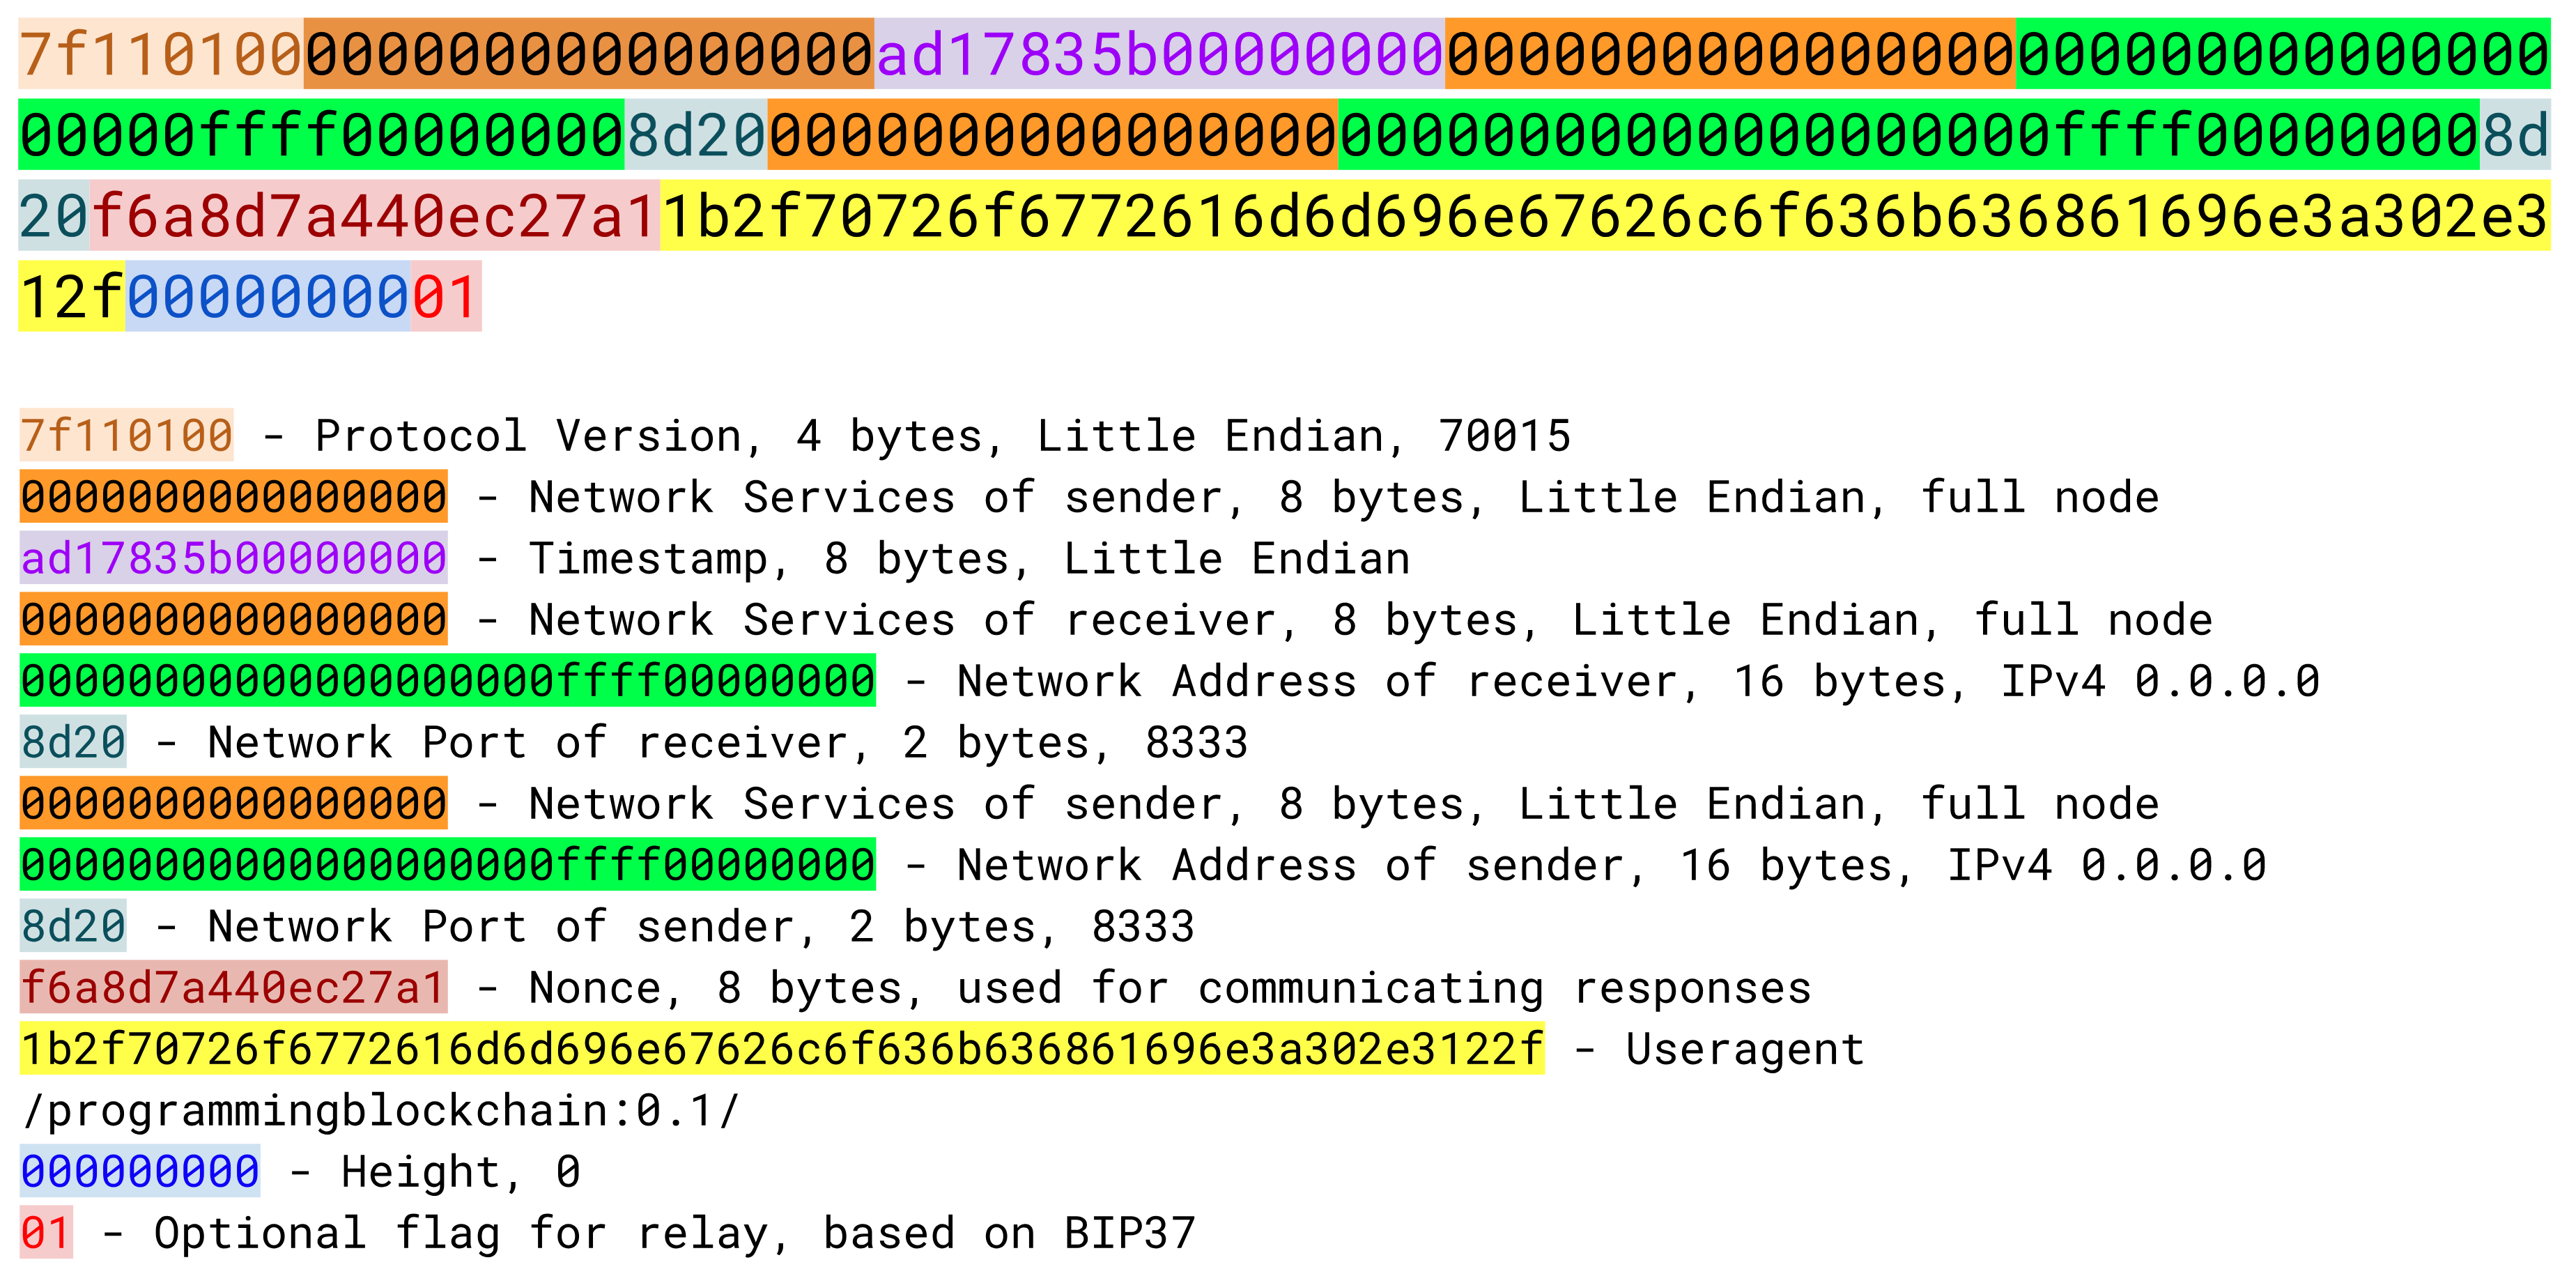 7f1101000000000000000000ad17835b000000000000000000000000000000000000000
00000ffff000000008d20000000000000000000000000000000000000ffff000000008d
20f6a8d7a440ec27a11b2f70726f6772616d6d696e67626c6f636b636861696e3a302e3
12f0000000001
7f110100 - Protocol Version, 4 bytes, Little Endian, 70015
0000000000000000 - Network Services of sender, 8 bytes, Little Endian, full node
ad17835b00000000 - Timestamp, 8 bytes, Little Endian
0000000000000000 - Network Services of receiver, 8 bytes, Little Endian, full node
00000000000000000000ffff00000000 - Network Address of receiver, 16 bytes, IPv4 0.0.0.0
8d20 - Network Port of receiver, 2 bytes, 8333
0000000000000000 - Network Services of sender, 8 bytes, Little Endian, full node
00000000000000000000ffff00000000 - Network Address of sender, 16 bytes, IPv4 0.0.0.0
8d20 - Network Port of sender, 2 bytes, 8333
f6a8d7a440ec27a1 - Nonce, 8 bytes, used for communicating responses
1b2f70726f6772616d6d696e67626c6f636b636861696e3a302e3122f - Useragent
/programmingblockchain:0.1/
000000000 - Height, 0
01 - Optional flag for relay, based on BIP37